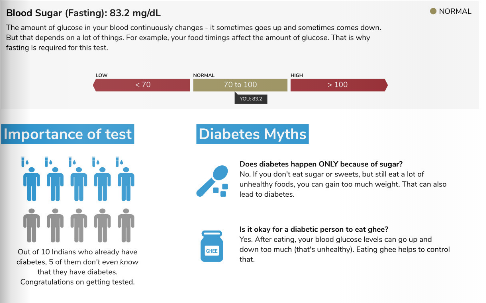 Blood Sugar (Fasting): 83.2 mg/dL
NORMAL
The amount of glucose in your blood continuously changes - it sometimes goes up and sometimes comes down.
But that depends on a lot of things. For example, your food timings affect the amount of glucose. That is why
fasting is required for this test.
LOW
NORMAL
HIGH
< 70
70 to 100
> 100
YOU: 83.2
Importance of test
Diabetes Myths
Does diabetes happen ONLY because of sugar?
No. If you don't eat sugar or sweets, but still eat a lot of
unhealthy foods, you can gain too much weight. That can also
lead to diabetes.
Is it okay for a diabetic person to eat ghee?
Yes. After eating, your blood glucose levels can go up and
down too much (that's unhealthy). Eating ghee helps to control
that.
GHEE
Out of 10 Indians who already have
diabetes, 5 of them don't even know
that they have diabetes.
Congratulations on getting tested.